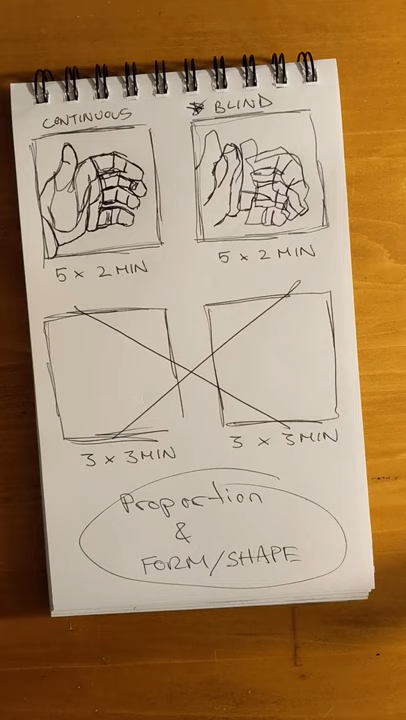 CONTINUOUS
BLIND
5 x 2 MIN
5 x 2 MIN
3 x 3 MIN
3 x 3 MIN
Proportion
&
FORM/SHAPE